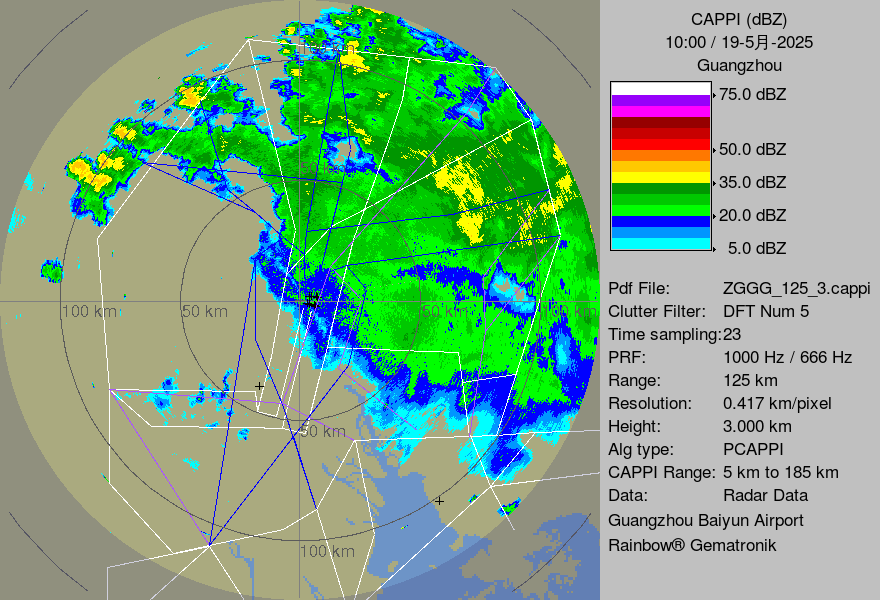 CAPPI (dBZ)
10:00 / 19-5月-2025
Guangzhou
75.0 dBZ
50.0 dBZ
35.0 dBZ
20.0 dBZ
5.0 dBZ
Pdf File: ZGGG_125_3.cappi
Clutter Filter: DFT Num 5
Time sampling:23
PRF: 1000 Hz / 666 Hz
Range: 125 km
Resolution: 0.417 km/pixel
Height: 3.000 km
Alg type: PCAPPI
CAPPI Range: 5 km to 185 km
Data: Radar Data
Guangzhou Baiyun Airport
Rainbow® Gematronik
100 km
50 km
50 km
100 km
50 km
100 km